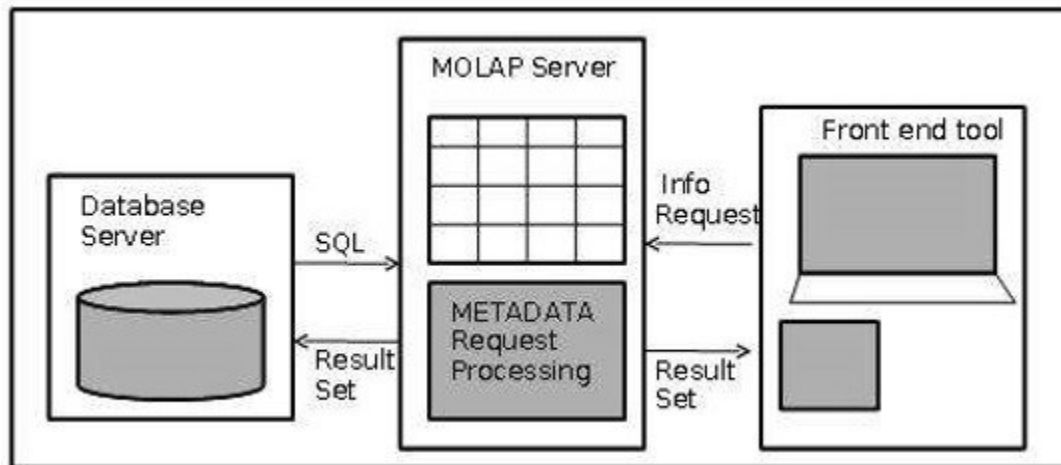 Database
Server
SQL
Result
Set
MOLAP Server
METADATA
Request
Processing
Info
Request
Result
Set
Front end tool